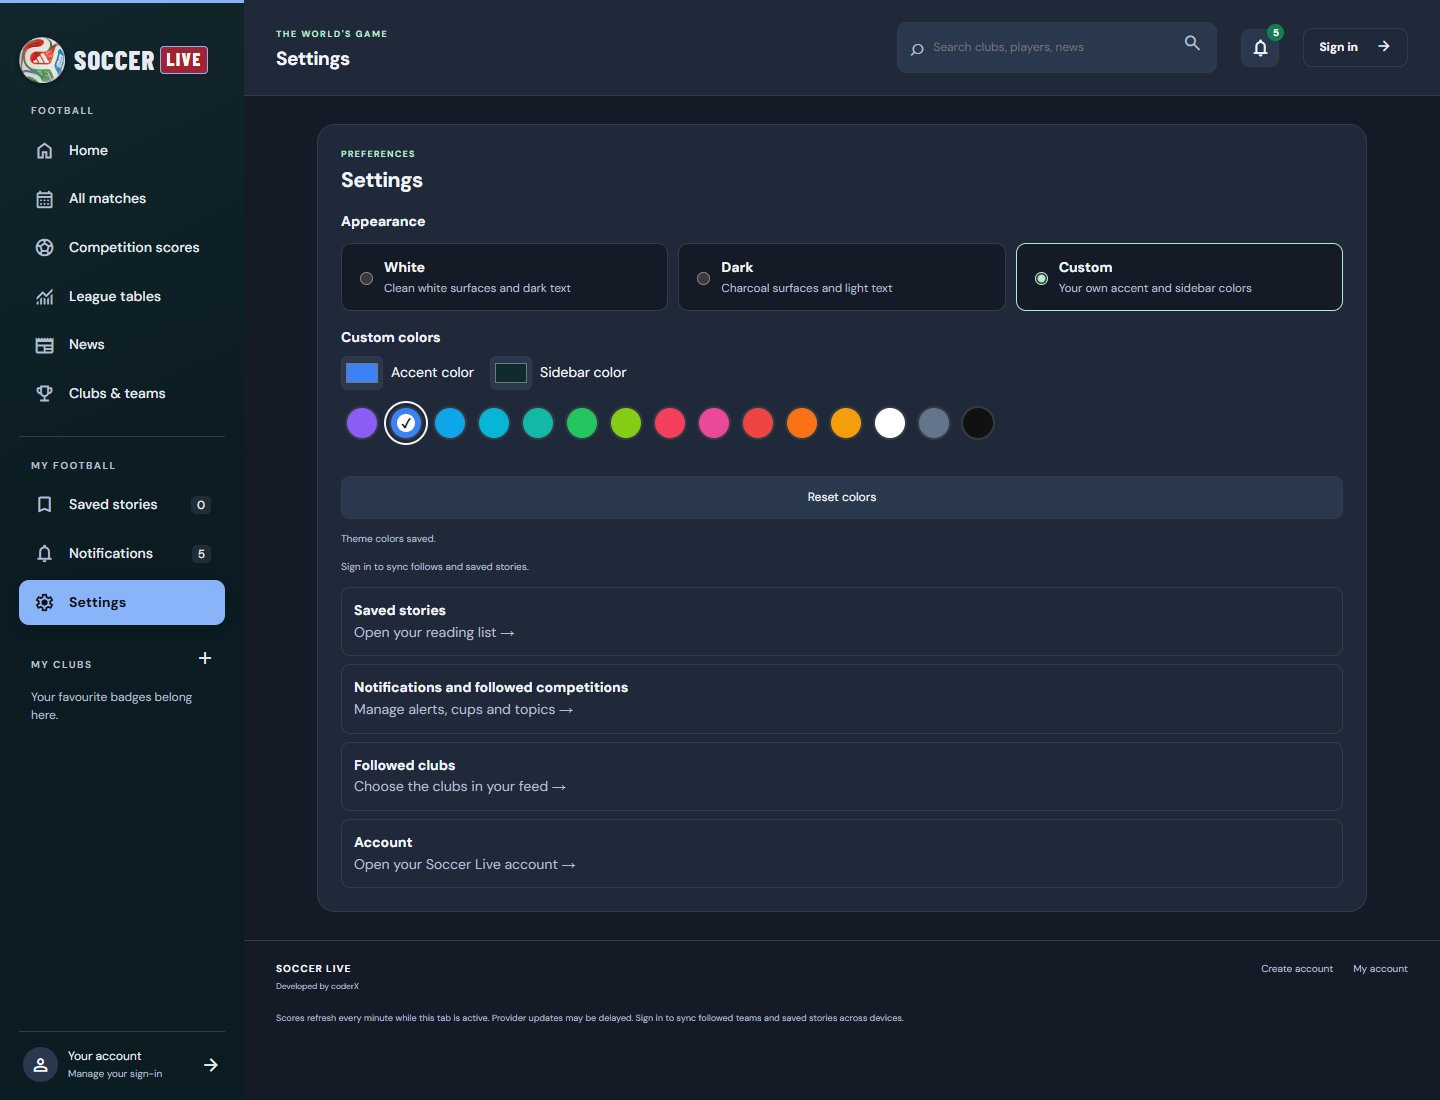 SOCCER LIVE
FOOTBALL
Home
All matches
Competition scores
League tables
News
Clubs & teams
MY FOOTBALL
Saved stories 0
Notifications 5
Settings
MY CLUBS +
Your favourite badges belong
here.
Your account
Manage your sign-in
THE WORLD'S GAME
Settings
Search clubs, players, news
5
Sign in
PREFERENCES
Settings
Appearance
White
Clean white surfaces and dark text
Dark
Charcoal surfaces and light text
Custom
Your own accent and sidebar colors
Custom colors
Accent color
Sidebar color
Reset colors
Theme colors saved.
Sign in to sync follows and saved stories.
Saved stories
Open your reading list →
Notifications and followed competitions
Manage alerts, cups and topics →
Followed clubs
Choose the clubs in your feed →
Account
Open your Soccer Live account →
SOCCER LIVE
Developed by coderX
Create account
My account
Scores refresh every minute while this tab is active. Provider updates may be delayed. Sign in to sync followed teams and saved stories across devices.